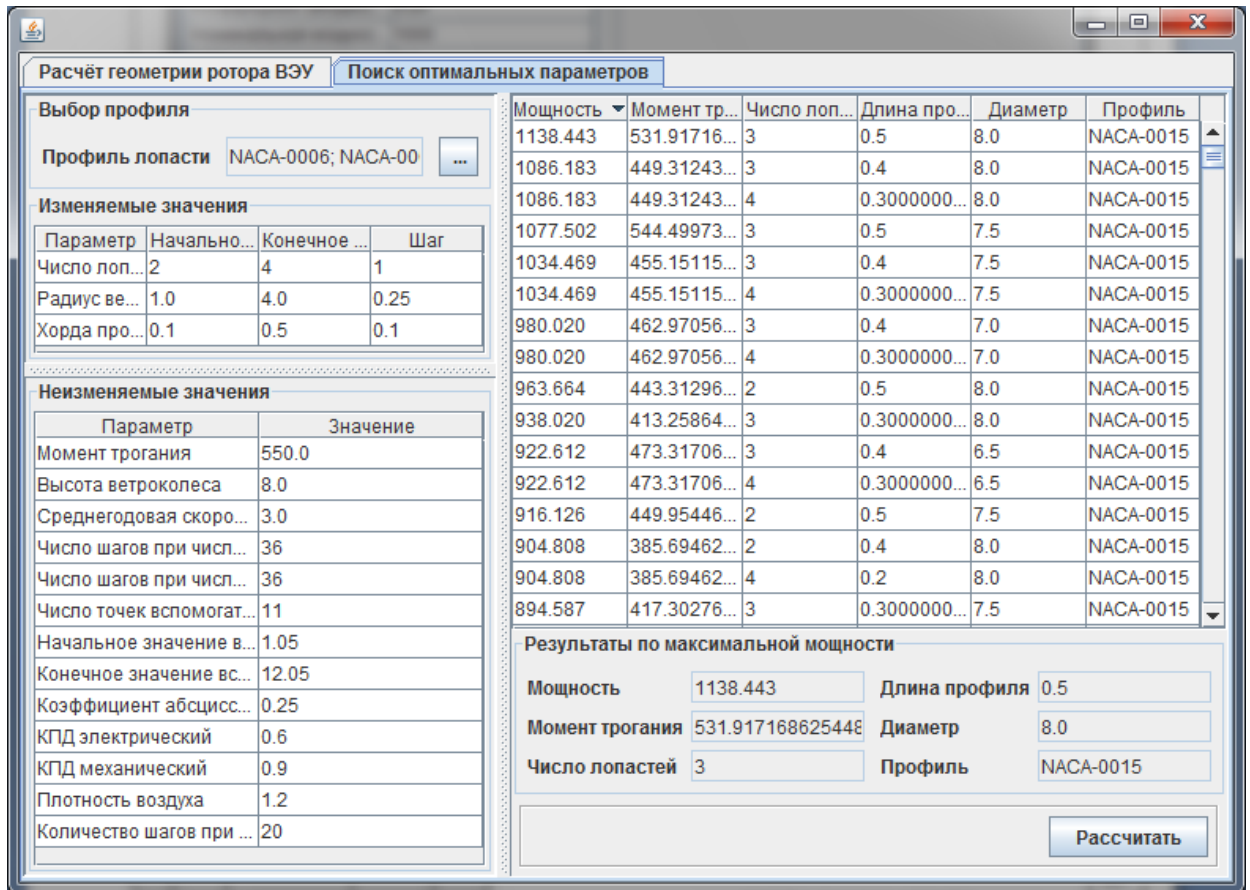 Расчёт геометрии ротора ВЭУ Поиск оптимальных параметров
Выбор профиля
Профиль лопасти NACA-0006; NACA-00 ...
Изменяемые значения
Параметр Начально... Конечное ... Шаг
Число лоп... 2 4 1
Радиус ве... 1.0 4.0 0.25
Хорда про... 0.1 0.5 0.1
Неизменяемые значения
Параметр Значение
Момент трогания 550.0
Высота ветроколеса 8.0
Среднегодовая скоро... 3.0
Число шагов при числ... 36
Число шагов при числ... 36
Число точек вспомогат... 11
Начальное значение в... 1.05
Конечное значение вс... 12.05
Коэффициент абсцисс... 0.25
КПД электрический 0.6
КПД механический 0.9
Плотность воздуха 1.2
Количество шагов при ... 20
Мощность Момент тр... Число лоп... Длина про... Диаметр Профиль
1138.443 531.91716... 3 0.5 8.0 NACA-0015
1086.183 449.31243... 3 0.4 8.0 NACA-0015
1086.183 449.31243... 4 0.3000000... 8.0 NACA-0015
1077.502 544.49973... 3 0.5 7.5 NACA-0015
1034.469 455.15115... 3 0.4 7.5 NACA-0015
1034.469 455.15115... 4 0.3000000... 7.5 NACA-0015
980.020 462.97056... 3 0.4 7.0 NACA-0015
980.020 462.97056... 4 0.3000000... 7.0 NACA-0015
963.664 443.31296... 2 0.5 8.0 NACA-0015
938.020 413.25864... 3 0.3000000... 8.0 NACA-0015
922.612 473.31706... 3 0.4 6.5 NACA-0015
922.612 473.31706... 4 0.3000000... 6.5 NACA-0015
916.126 449.95446... 2 0.5 7.5 NACA-0015
904.808 385.69462... 2 0.4 8.0 NACA-0015
904.808 385.69462... 4 0.2 8.0 NACA-0015
894.587 417.30276... 3 0.3000000... 7.5 NACA-0015
Результаты по максимальной мощности
Мощность 1138.443 Длина профиля 0.5
Момент трогания 531.917168625448 Диаметр 8.0
Число лопастей 3 Профиль NACA-0015
Рассчитать